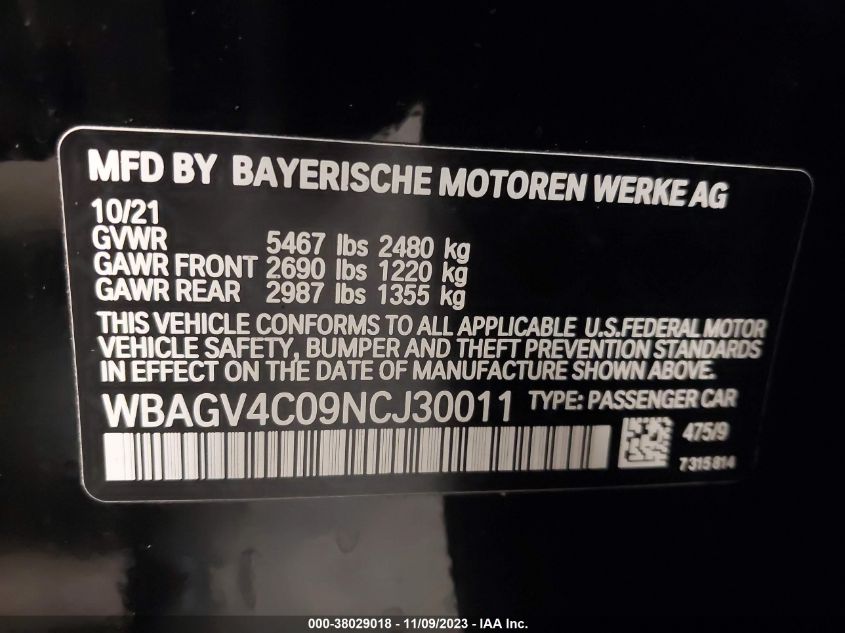 MFD BY BAYERISCHE MOTOREN WERKE AG
10/21
GVWR 5467 lbs 2480 kg
GAWR FRONT 2690 lbs 1220 kg
GAWR REAR 2987 lbs 1355 kg
THIS VEHICLE CONFORMS TO ALL APPLICABLE U.S.FEDERAL MOTOR
VEHICLE SAFETY, BUMPER AND THEFT PREVENTION STANDARDS
IN EFFECT ON THE DATE OF MANUFACTURE SHOWN ABOVE.
WBAGV4C09NCJ30011 TYPE: PASSENGER CAR
475/9
7315814
000-38029018 - 11/09/2023 - IAA Inc.